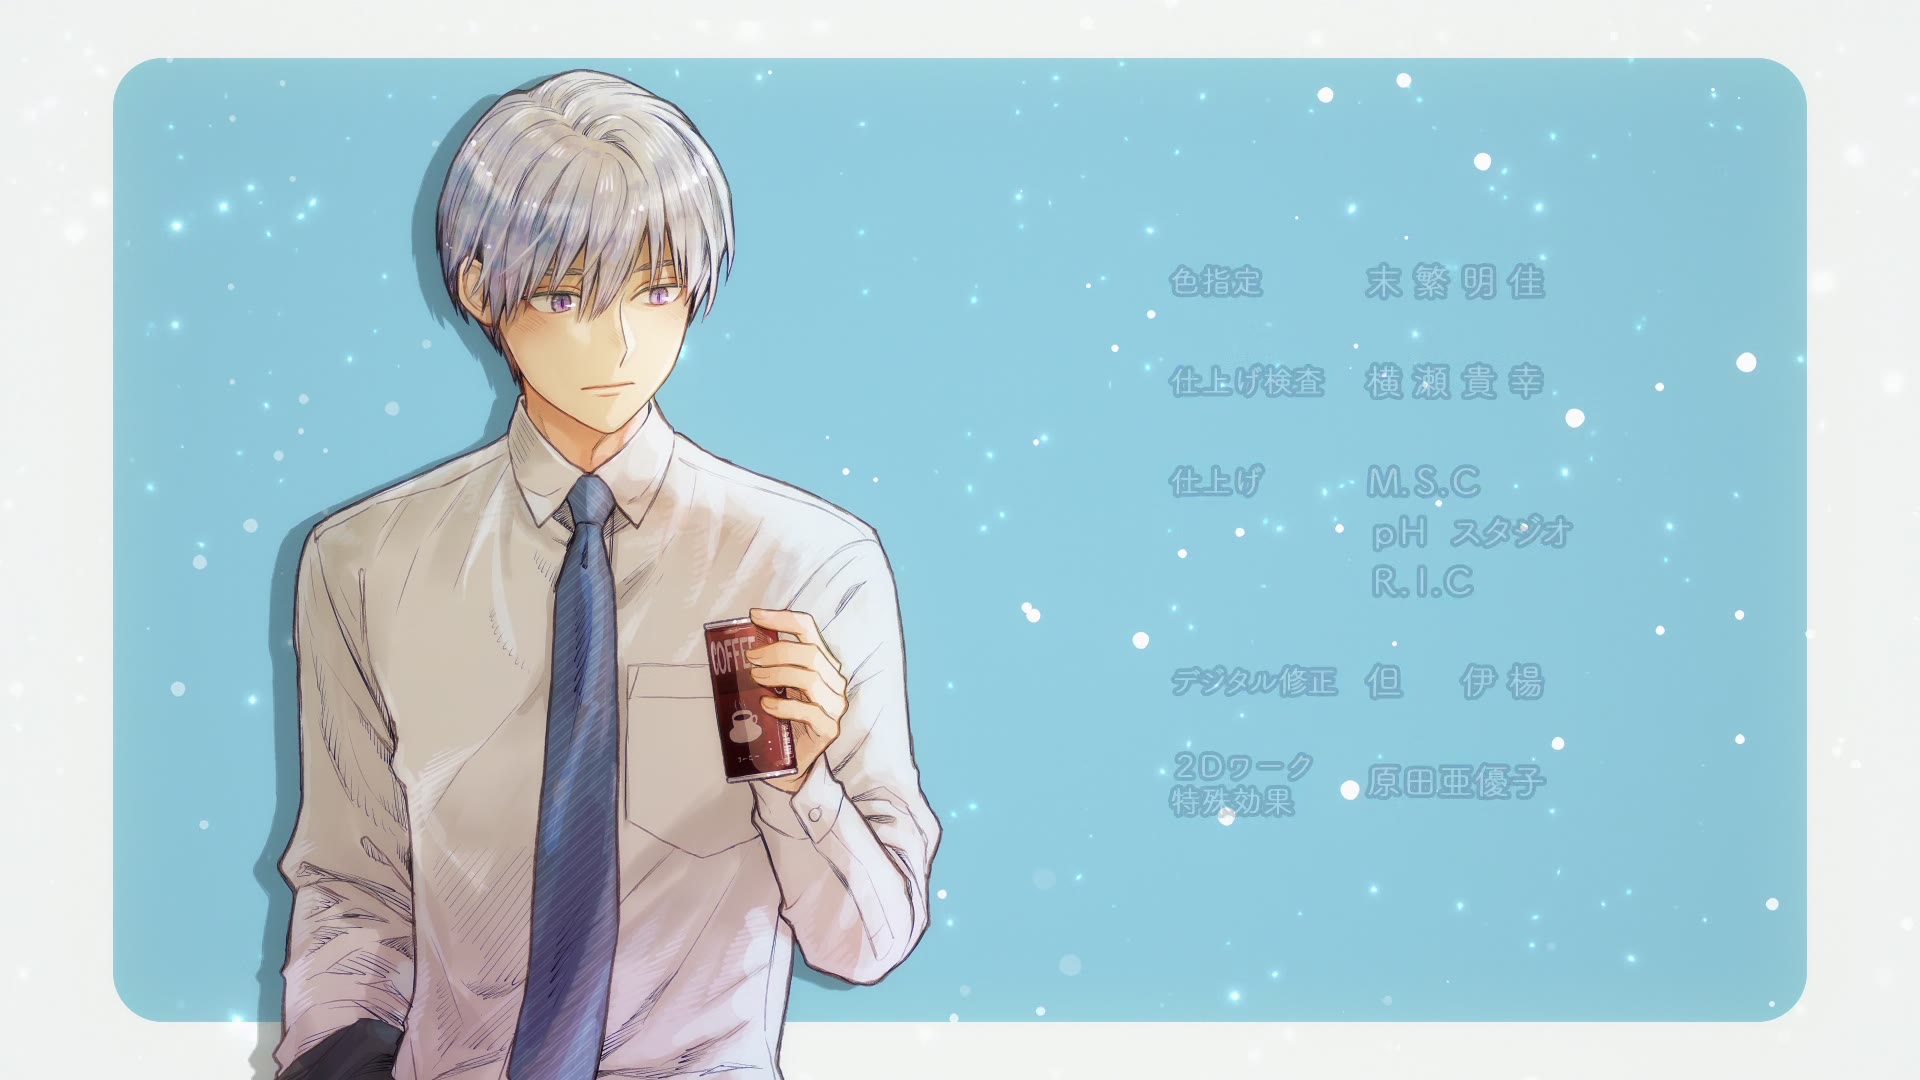 色指定 末繁明佳
仕上げ検査 横瀬貴幸
仕上げ M.S.C
pH スタジオ
R.I.C
デジタル修正 但 伊楊
2Dワーク
特殊効果 原田亜優子
COFFEE